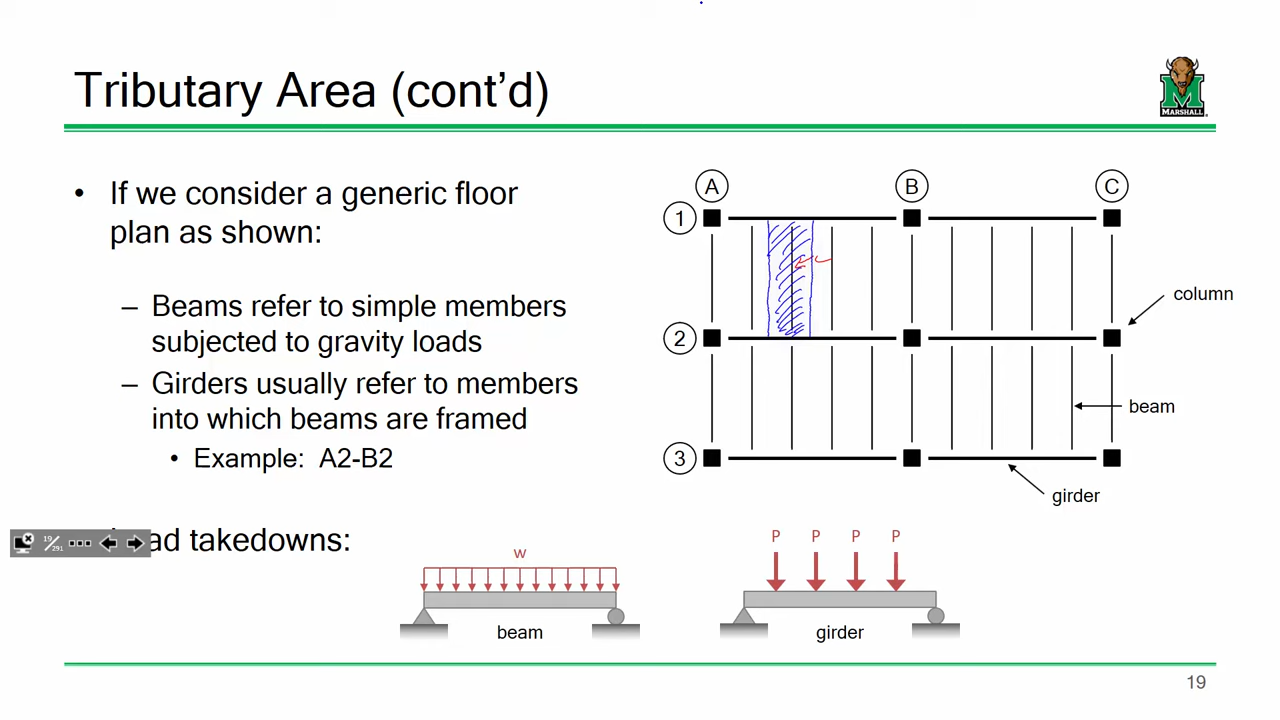 Tributary Area (cont'd)
M
MARSHALL
• If we consider a generic floor
plan as shown:
– Beams refer to simple members
subjected to gravity loads
– Girders usually refer to members
into which beams are framed
• Example: A2-B2
ad takedowns:
19/291
A B C
1
2
3
column
beam
girder
w
beam
P P P P
girder
19